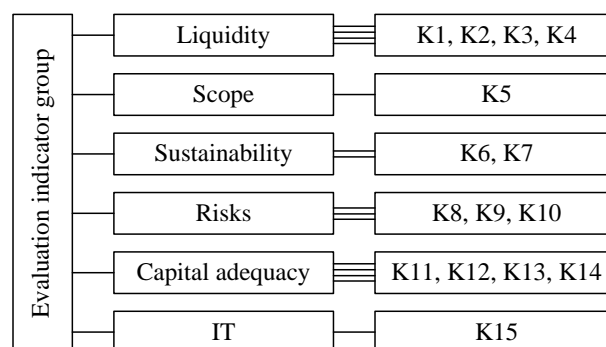 Evaluation indicator group
Liquidity
K1, K2, K3, K4
Scope
K5
Sustainability
K6, K7
Risks
K8, K9, K10
Capital adequacy
K11, K12, K13, K14
IT
K15